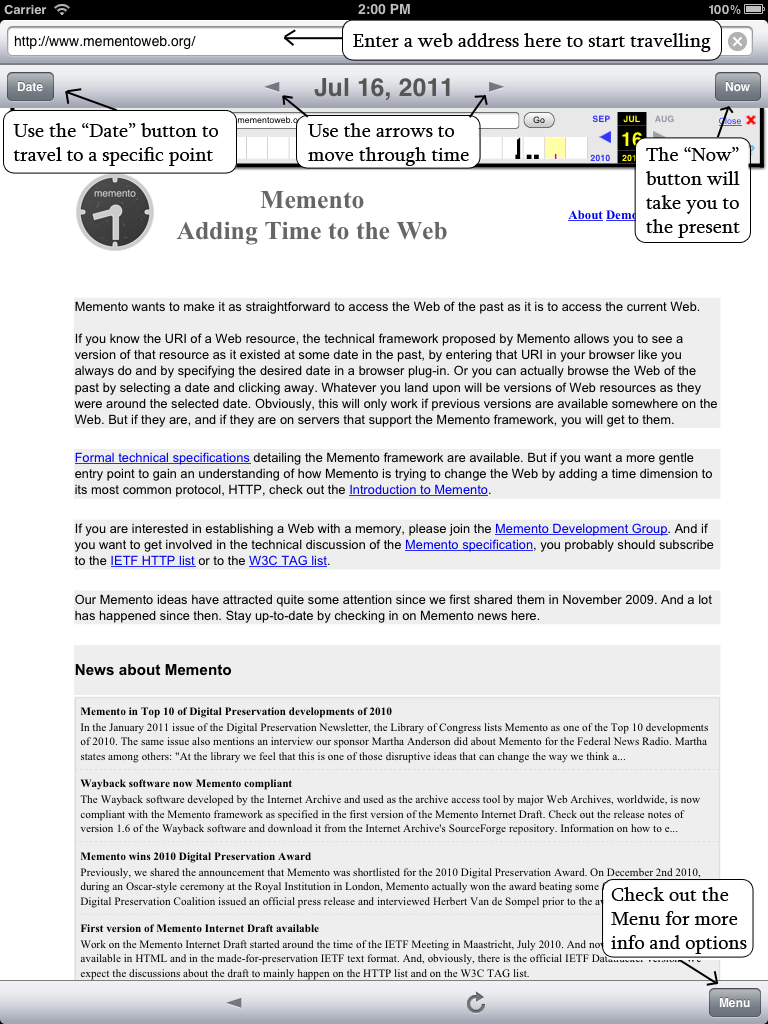 Carrier 2:00 PM 100%
http://www.mementoweb.org/
Enter a web address here to start travelling
Date
Jul 16, 2011
Now
Use the “Date” button to
travel to a specific point
Use the arrows to
move through time
The “Now”
button will
take you to
the present
mementoweb.o
Go
SEP JUL AUG
Close
16
2010 201
memento
Memento
Adding Time to the Web
About Demo
Memento wants to make it as straightforward to access the Web of the past as it is to access the current Web.
If you know the URI of a Web resource, the technical framework proposed by Memento allows you to see a
version of that resource as it existed at some date in the past, by entering that URI in your browser like you
always do and by specifying the desired date in a browser plug-in. Or you can actually browse the Web of the
past by selecting a date and clicking away. Whatever you land upon will be versions of Web resources as they
were around the selected date. Obviously, this will only work if previous versions are available somewhere on the
Web. But if they are, and if they are on servers that support the Memento framework, you will get to them.
Formal technical specifications detailing the Memento framework are available. But if you want a more gentle
entry point to gain an understanding of how Memento is trying to change the Web by adding a time dimension to
its most common protocol, HTTP, check out the Introduction to Memento.
If you are interested in establishing a Web with a memory, please join the Memento Development Group. And if
you want to get involved in the technical discussion of the Memento specification, you probably should subscribe
to the IETF HTTP list or to the W3C TAG list.
Our Memento ideas have attracted quite some attention since we first shared them in November 2009. And a lot
has happened since then. Stay up-to-date by checking in on Memento news here.
News about Memento
Memento in Top 10 of Digital Preservation developments of 2010
In the January 2011 issue of the Digital Preservation Newsletter, the Library of Congress lists Memento as one of the Top 10 developments
of 2010. The same issue also mentions an interview our sponsor Martha Anderson did about Memento for the Federal News Radio. Martha
states among others: "At the library we feel that this is one of those disruptive ideas that can change the way we think a...
Wayback software now Memento compliant
The Wayback software developed by the Internet Archive and used as the archive access tool by major Web Archives, worldwide, is now
compliant with the Memento framework as specified in the first version of the Memento Internet Draft. Check out the release notes of
version 1.6 of the Wayback software and download it from the Internet Archive's SourceForge repository. Information on how to e...
Memento wins 2010 Digital Preservation Award
Previously, we shared the announcement that Memento was shortlisted for the 2010 Digital Preservation Award. On December 2nd 2010,
during an Oscar-style ceremony at the Royal Institution in London, Memento actually won the award beating some
Digital Preservation Coalition issued an official press release and interviewed Herbert Van de Sompel prior to the
First version of Memento Internet Draft available
Work on the Memento Internet Draft started around the time of the IETF Meeting in Maastricht, July 2010. And now
available in HTML and in the made-for-preservation IETF text format. And, obviously, there is the official IETF Datatracker version. We
expect the discussions about the draft to mainly happen on the HTTP list and on the W3C TAG list.
Check out the
Menu for more
info and options
Menu